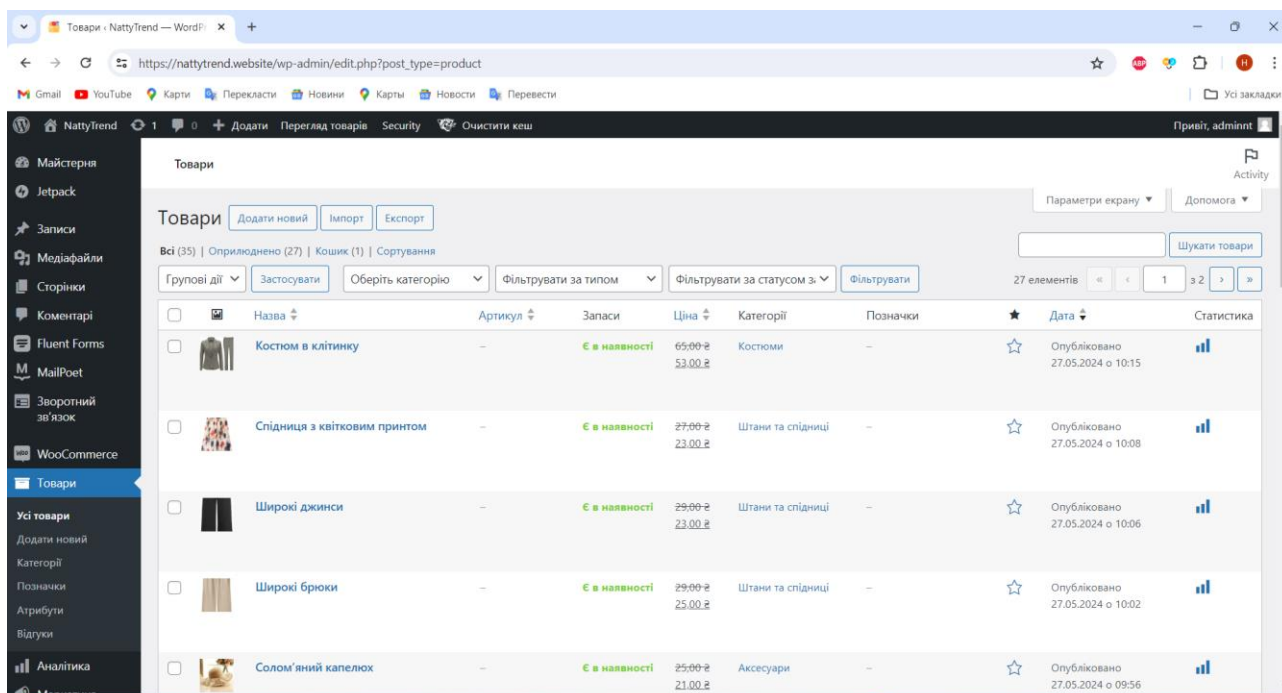 Товари ‹ NattyTrend — WordPr
https://nattytrend.website/wp-admin/edit.php?post_type=product
ABP H
Gmail YouTube Карти Перекласти Новини Карты Новости Перевести Усі закладки
NattyTrend 1 0 + Додати Перегляд товарів Security Очистити кеш Привіт, adminnt
Майстерня
Jetpack
Записи
Медіафайли
Сторінки
Коментарі
Fluent Forms
MailPoet
Зворотний
зв'язок
WooCommerce
Товари
Усі товари
Додати новий
Категорії
Позначки
Атрибути
Відгуки
Аналітика
Товари
Activity
Параметри екрану ▼ Допомога ▼
Товари Додати новий Імпорт Експорт
Всі (35) | Оприлюднено (27) | Кошик (1) | Сортування
Шукати товари
Групові дії Застосувати Оберіть категорію Фільтрувати за типом Фільтрувати за статусом за Фільтрувати 27 елементів « ‹ 1 з 2 › »
Назва Артикул Запаси Ціна Категорії Позначки ★ Дата Статистика
Костюм в клітинку – Є в наявності 65,00 ₴ Костюми – Опубліковано
53,00 ₴ 27.05.2024 о 10:15
Спідниця з квітковим принтом – Є в наявності 27,00 ₴ Штани та спідниці – Опубліковано
23,00 ₴ 27.05.2024 о 10:08
Широкі джинси – Є в наявності 29,00 ₴ Штани та спідниці – Опубліковано
23,00 ₴ 27.05.2024 о 10:06
Широкі брюки – Є в наявності 29,00 ₴ Штани та спідниці – Опубліковано
25,00 ₴ 27.05.2024 о 10:02
Солом'яний капелюх – Є в наявності 25,00 ₴ Аксесуари – Опубліковано
21,00 ₴ 27.05.2024 о 09:56